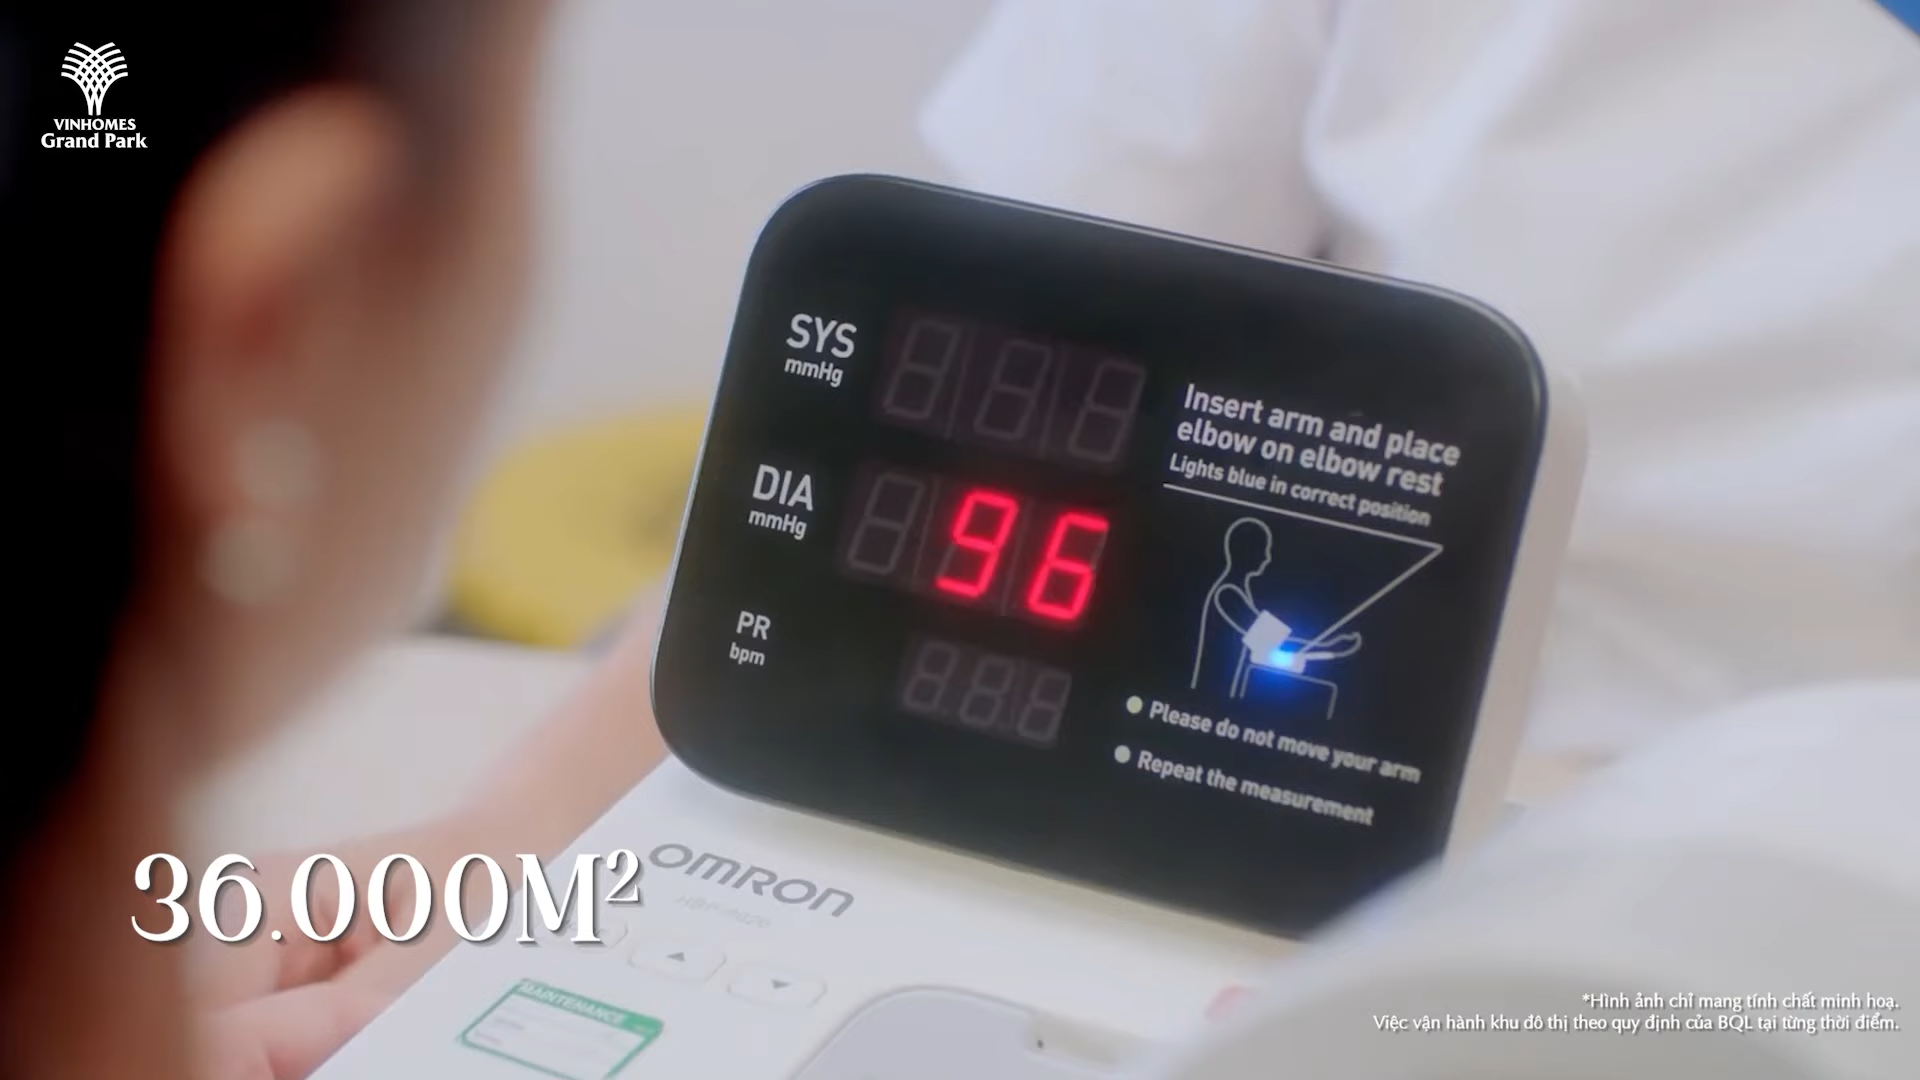 VINHOMES
Grand Park
SYS
mmHg
DIA
mmHg
96
PR
bpm
Insert arm and place
elbow on elbow rest
Lights blue in correct position
Please do not move your arm
Repeat the measurement
OMRON
36.000M²
MAINTENANCE
*Hình ảnh chỉ mang tính chất minh hoạ.
Việc vận hành khu đô thị theo quy định của BQL tại từng thời điểm.